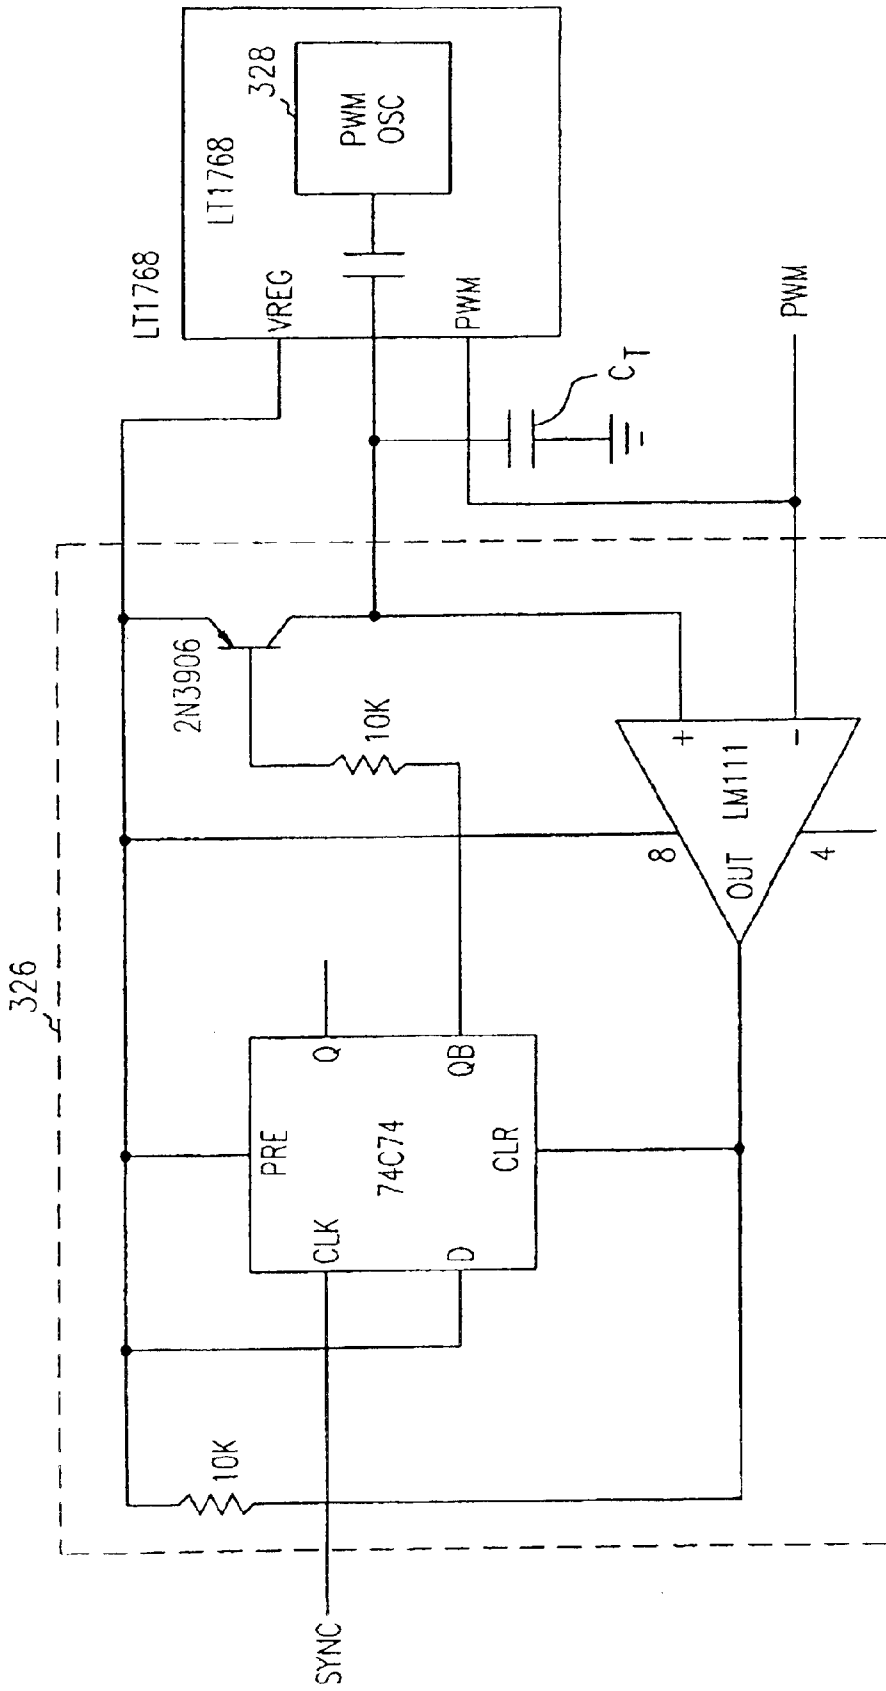 326
SYNC
10K
CLK
PRE
D
74C74
CLR
Q
QB
2N3906
10K
8
OUT
LM111
+
-
4
LT1768
VREG
LT1768
328
PWM
OSC
PWM
CT
PWM